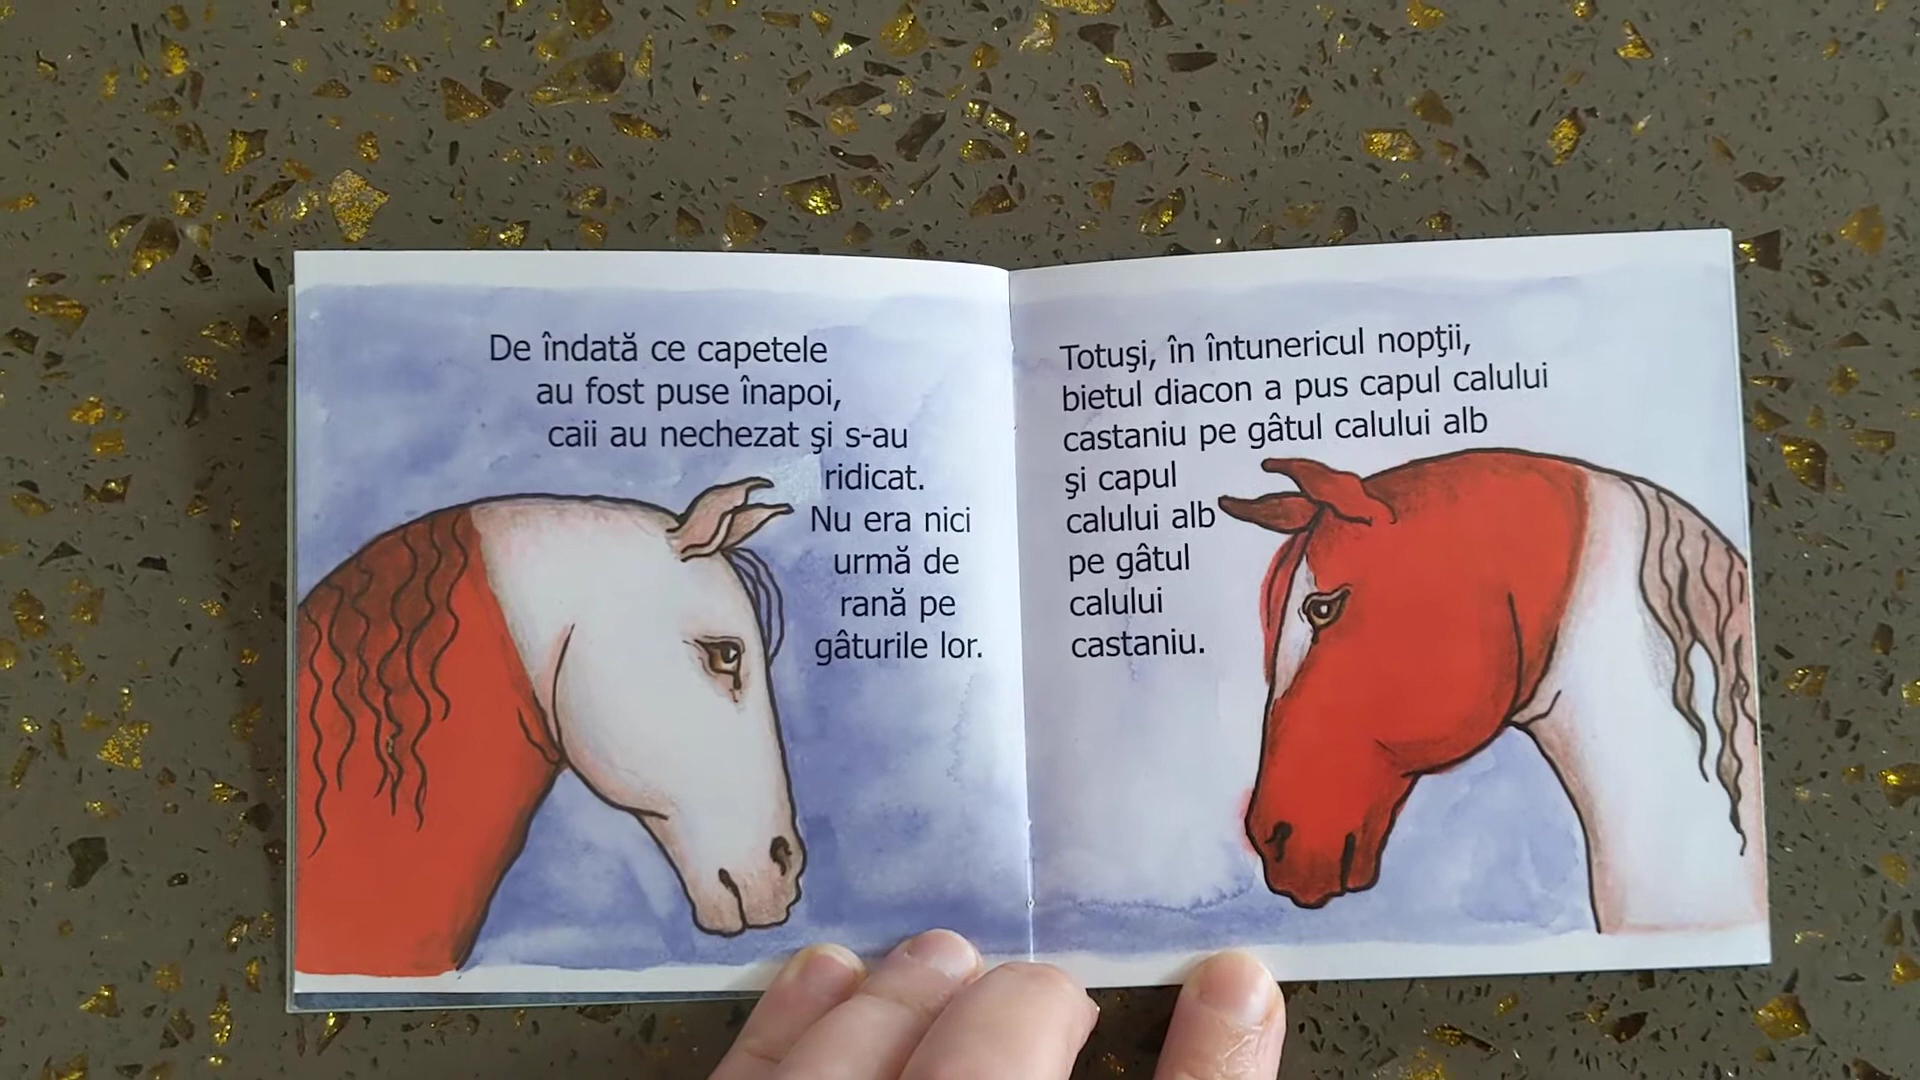 De îndată ce capetele
au fost puse înapoi,
caii au nechezat şi s-au
ridicat.
Nu era nici
urmă de
rană pe
gâturile lor.
Totuşi, în întunericul nopţii,
bietul diacon a pus capul calului
castaniu pe gâtul calului alb
şi capul
calului alb
pe gâtul
calului
castaniu.